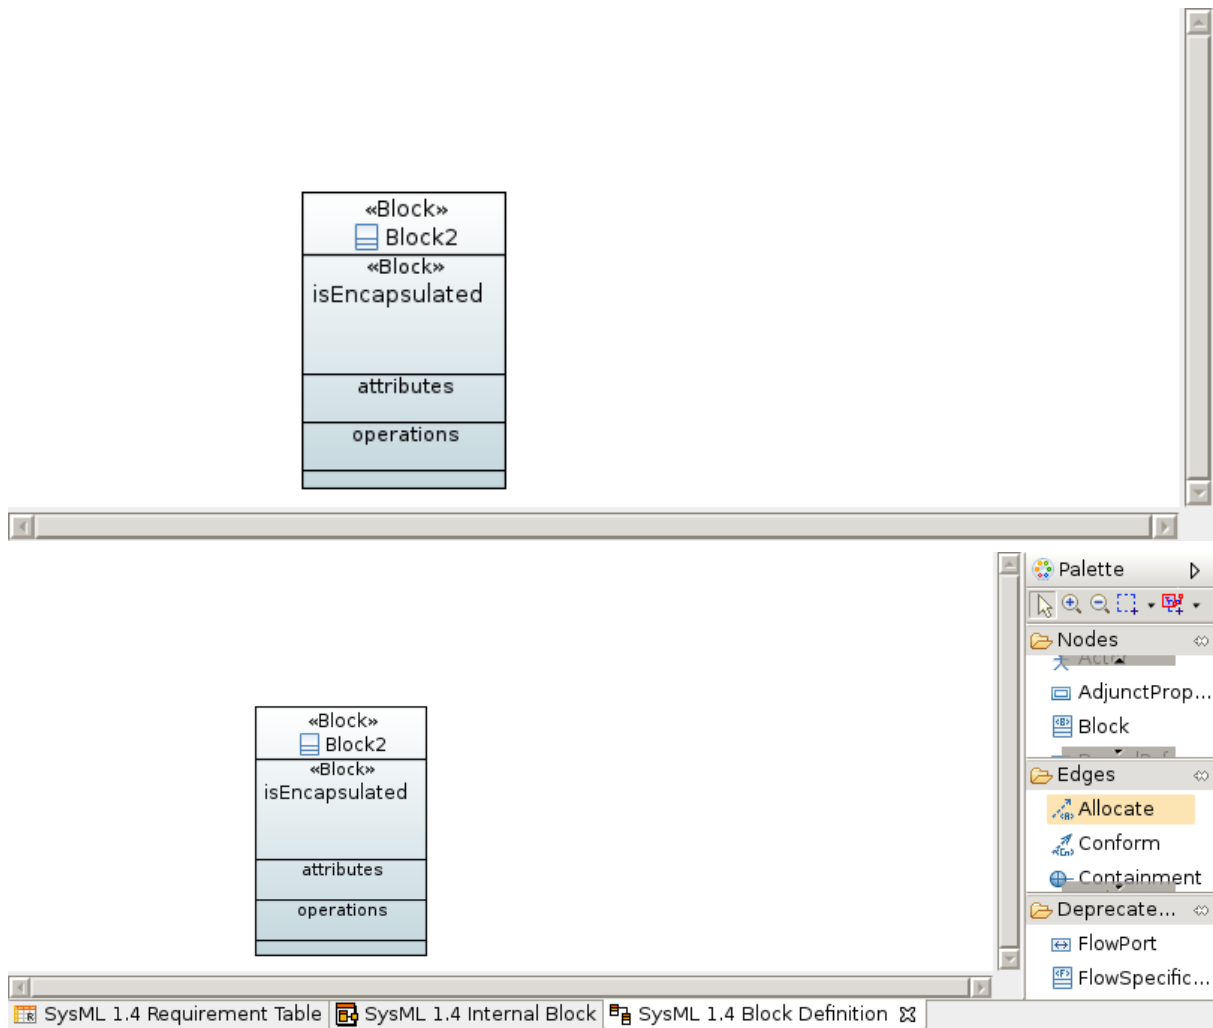 «Block»
Block2
«Block»
isEncapsulated
attributes
operations
Palette
Nodes
AdjunctProp...
Block
Edges
Allocate
Conform
Containment
Deprecate...
FlowPort
FlowSpecific...
«Block»
Block2
«Block»
isEncapsulated
attributes
operations
SysML 1.4 Requirement Table SysML 1.4 Internal Block SysML 1.4 Block Definition